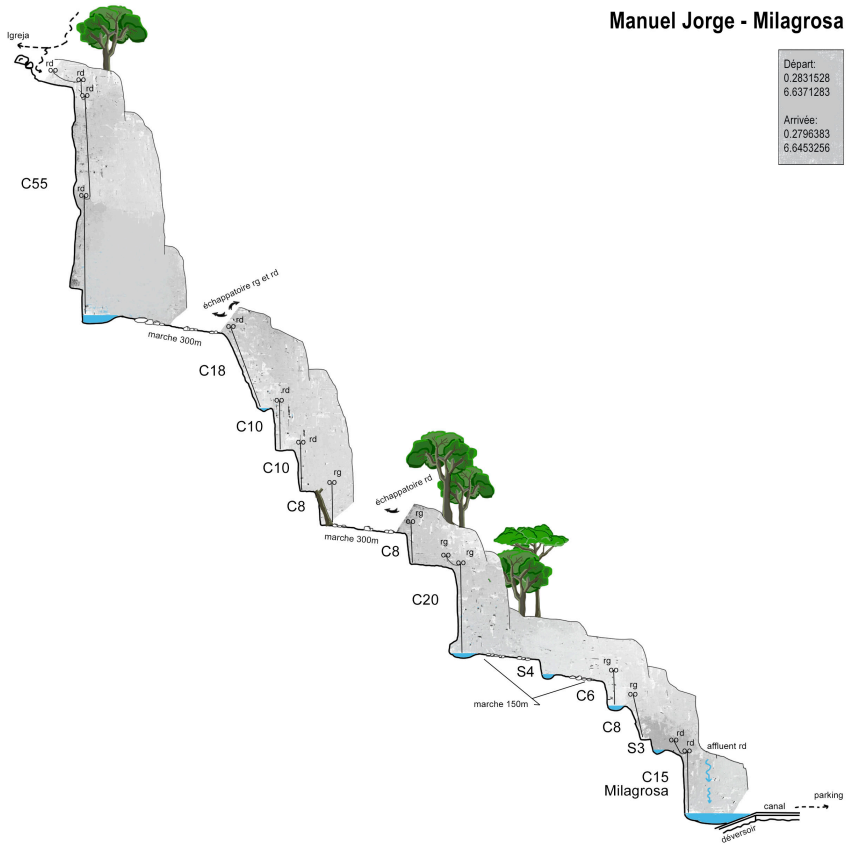 Manuel Jorge - Milagrosa
Départ:
0.2831528
6.6371283
Arrivée:
0.2796383
6.6453256
Igreja
rd
rd
rd
C55
rd
échappatoire rg et rd
marche 300m
rd
C18
rd
C10
rd
C10
rg
C8
échappatoire rd
marche 300m
rg
C8
rg
rg
C20
S4
marche 150m
C6
rg
rg
C8
S3
rd
rd
affluent rd
C15
Milagrosa
parking
canal
déversoir